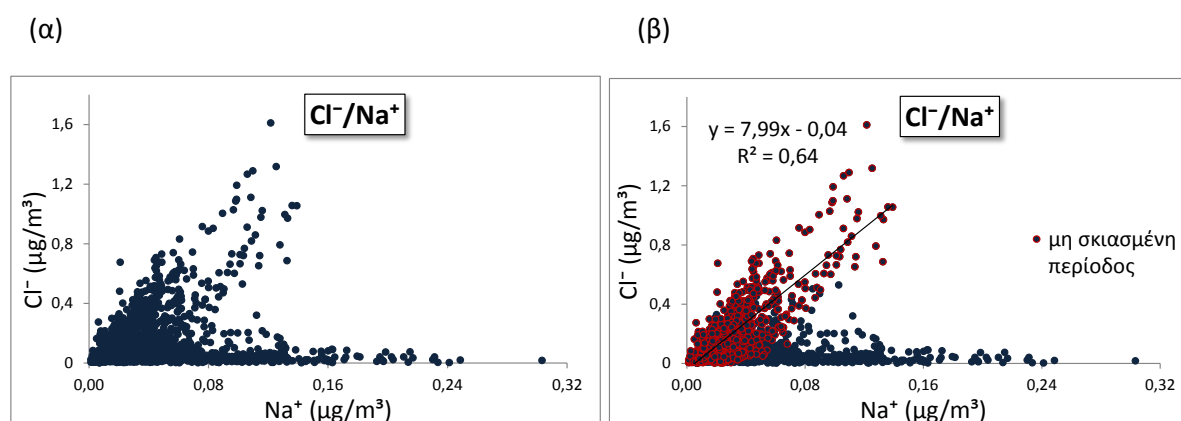 (α)
Cl⁻/Na⁺
1,6
1,2
0,8
0,4
0
Cl⁻ (μg/m³)
0,00 0,08 0,16 0,24 0,32
Na⁺ (μg/m³)
(β)
Cl⁻/Na⁺
y = 7,99x - 0,04
R² = 0,64
1,6
1,2
0,8
0,4
0
Cl⁻ (μg/m³)
μη σκιασμένη
περίοδος
0,00 0,08 0,16 0,24 0,32
Na⁺ (μg/m³)